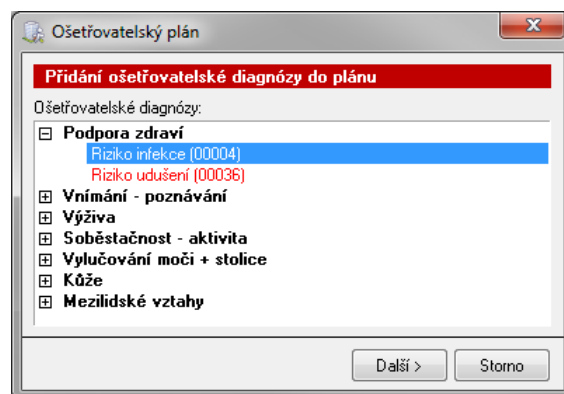 Ošetřovatelský plán
Přidání ošetřovatelské diagnózy do plánu
Ošetřovatelské diagnózy:
Podpora zdraví
Riziko infekce (00004)
Riziko udušení (00036)
Vnímání - poznávání
Výživa
Soběstačnost - aktivita
Vylučování moči + stolice
Kůže
Mezilidské vztahy
Další >
Storno